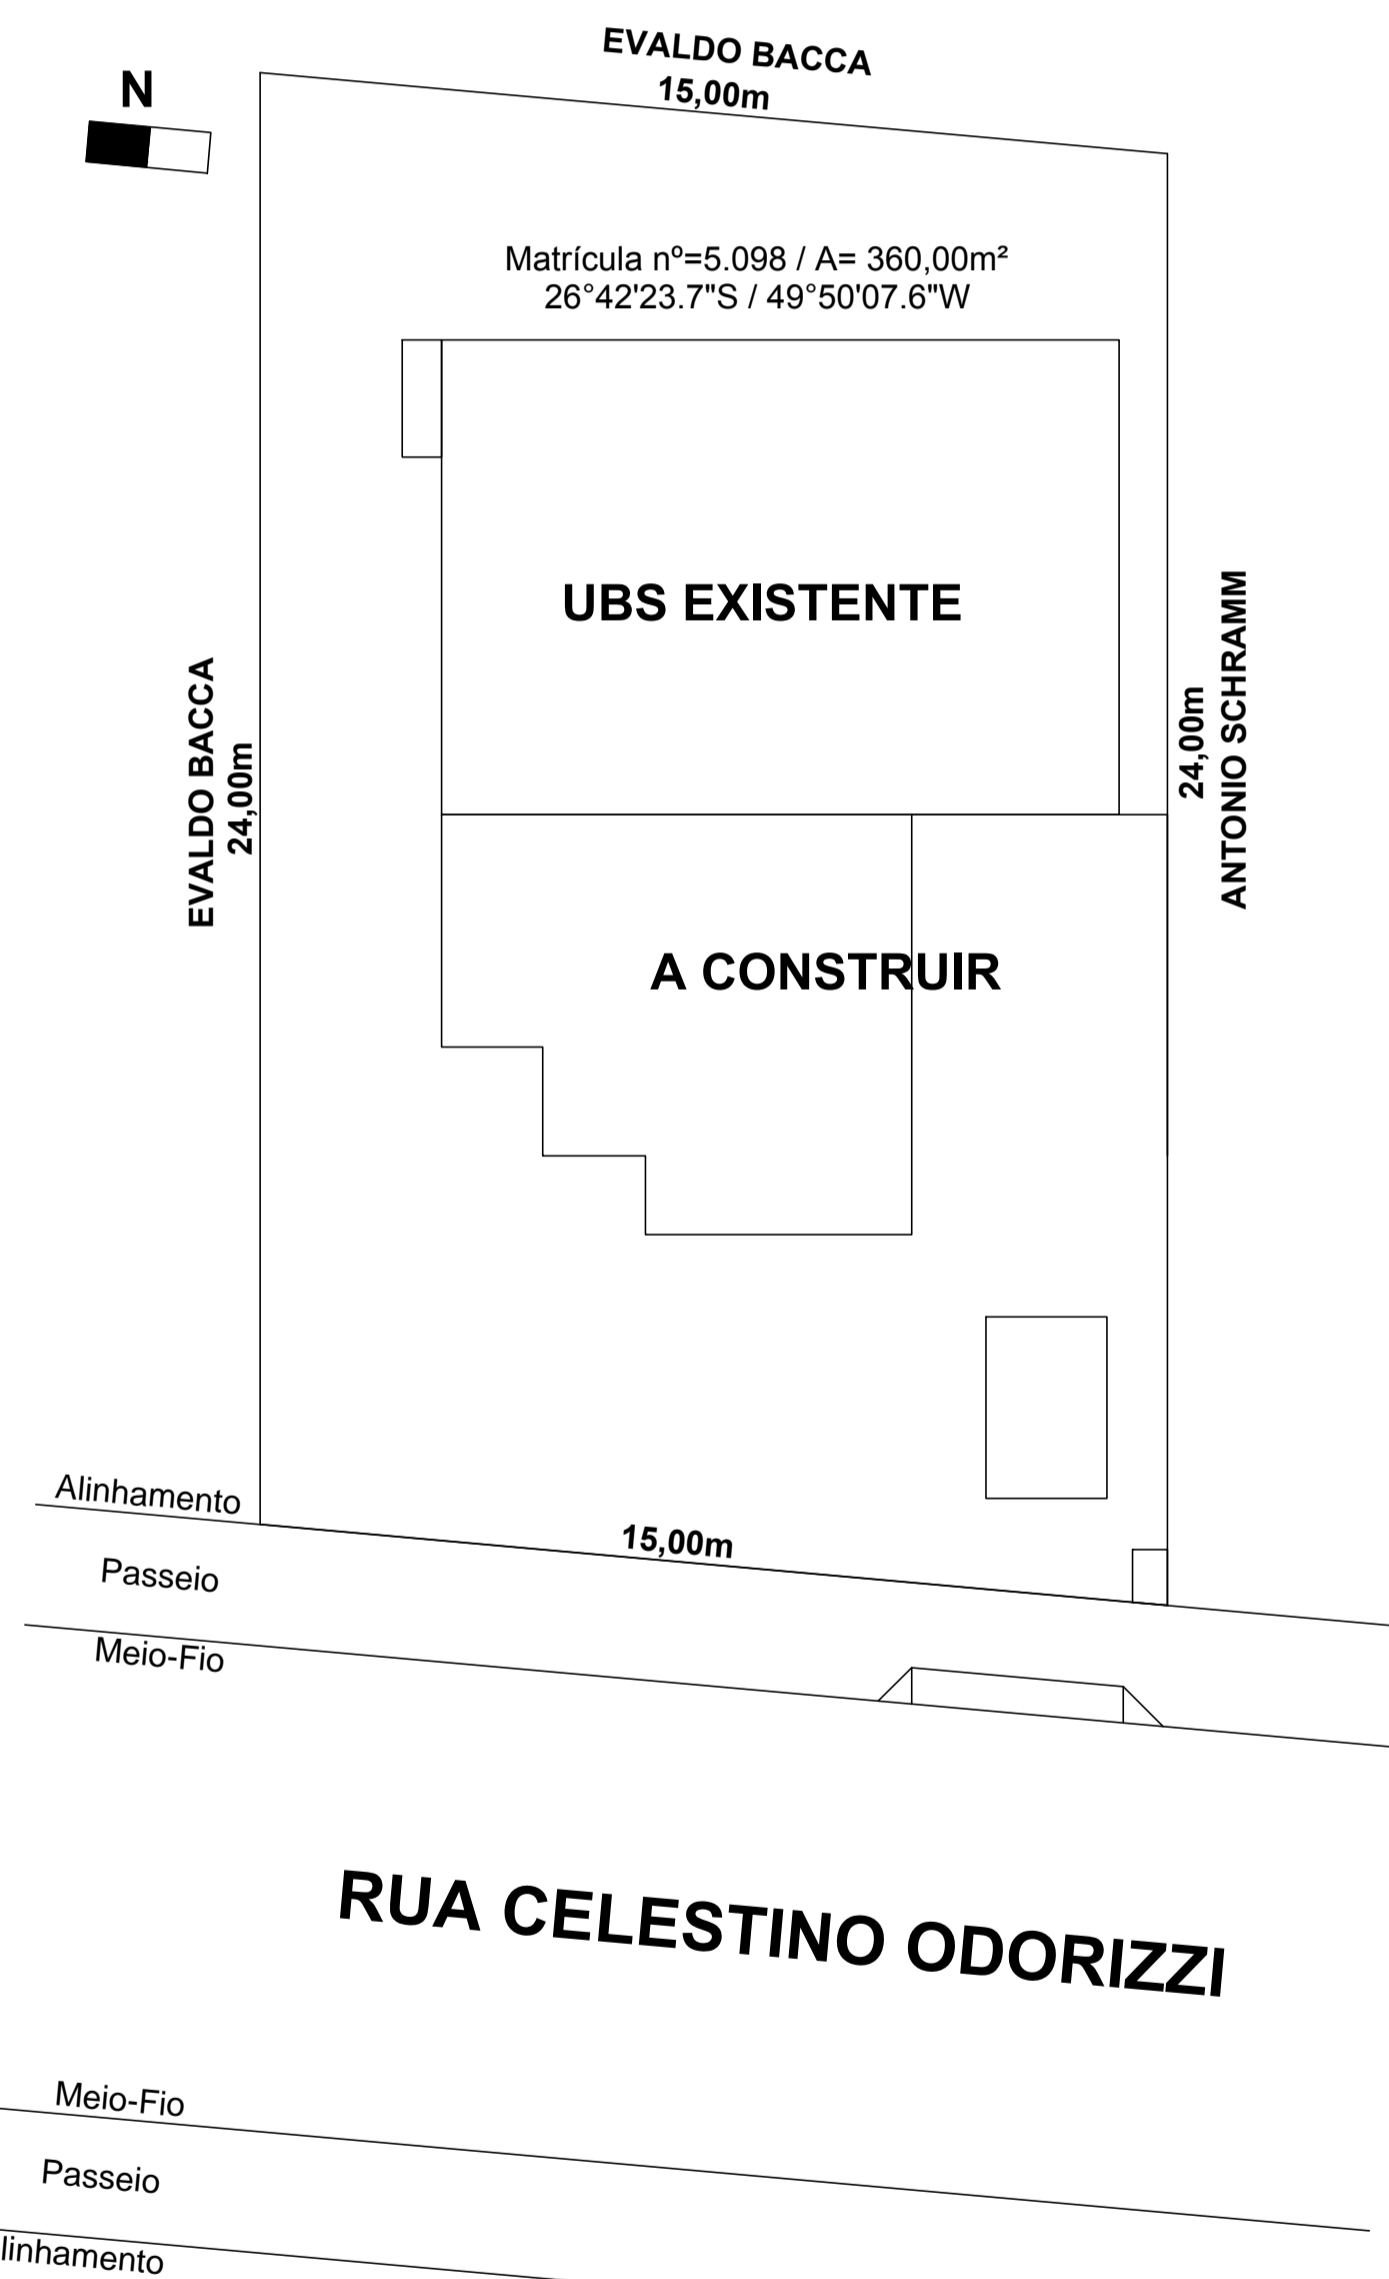 EVALDO BACCA
15,00m
N
Matrícula nº=5.098 / A= 360,00m²
26°42'23.7"S / 49°50'07.6"W
UBS EXISTENTE
EVALDO BACCA
24,00m
24,00m
ANTONIO SCHRAMM
A CONSTRUIR
Alinhamento
15,00m
Passeio
Meio-Fio
RUA CELESTINO ODORIZZI
Meio-Fio
Passeio
linhamento